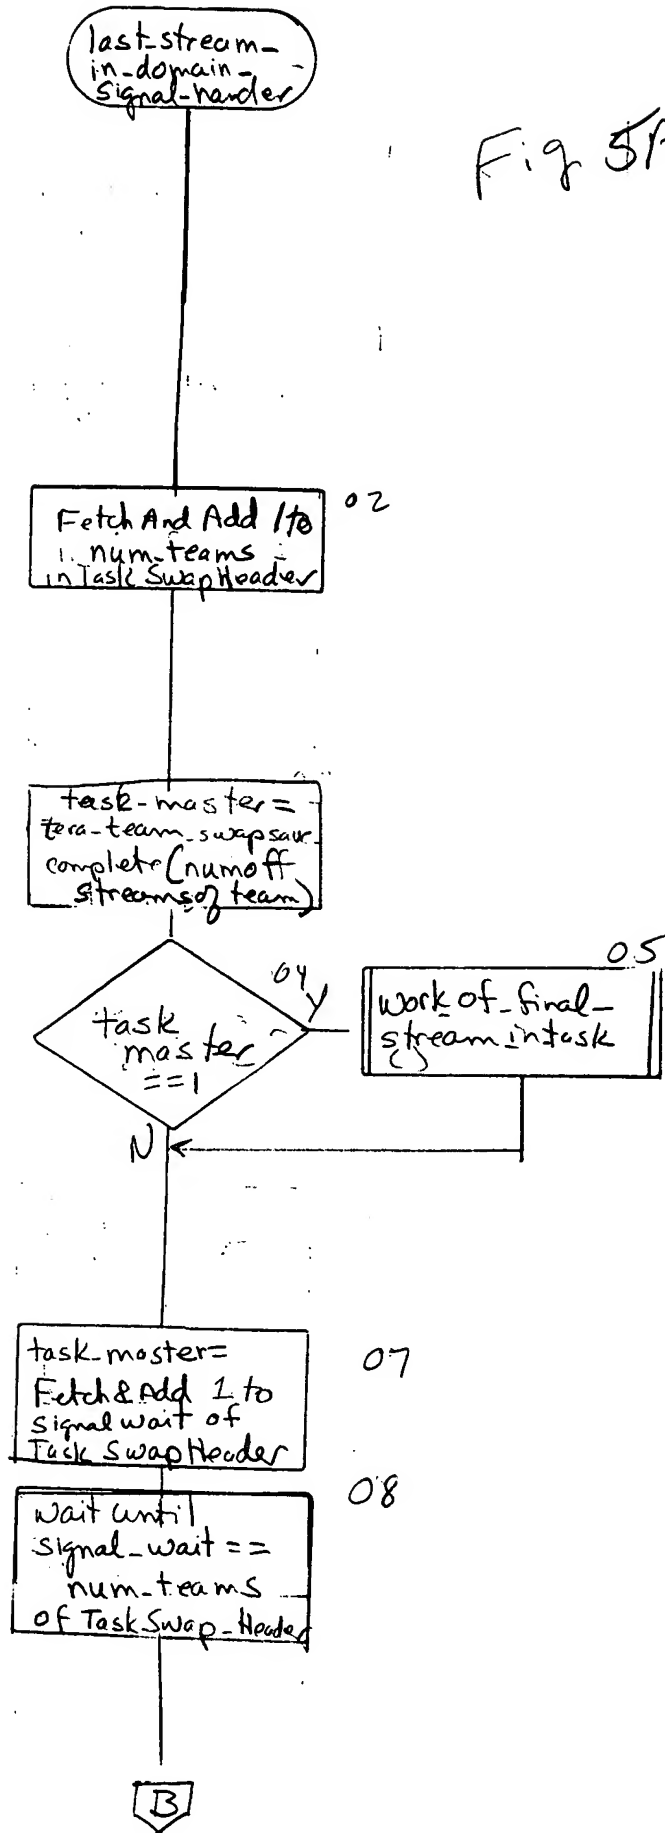 last_stream_
in_domain_
signal_handler
Fig 5A
Fetch And Add 1 to
num_teams
in Task Swap Header
02
task_master =
tera_team_swapsave_
complete (num of
streams of team)
task
master
== 1
04
Y
05
work_of_final_
stream_in task
()
N
task_master =
Fetch & Add 1 to
signal wait of
Task Swap Header
07
wait until
signal_wait ==
num_teams
of Task Swap_Header
08
B